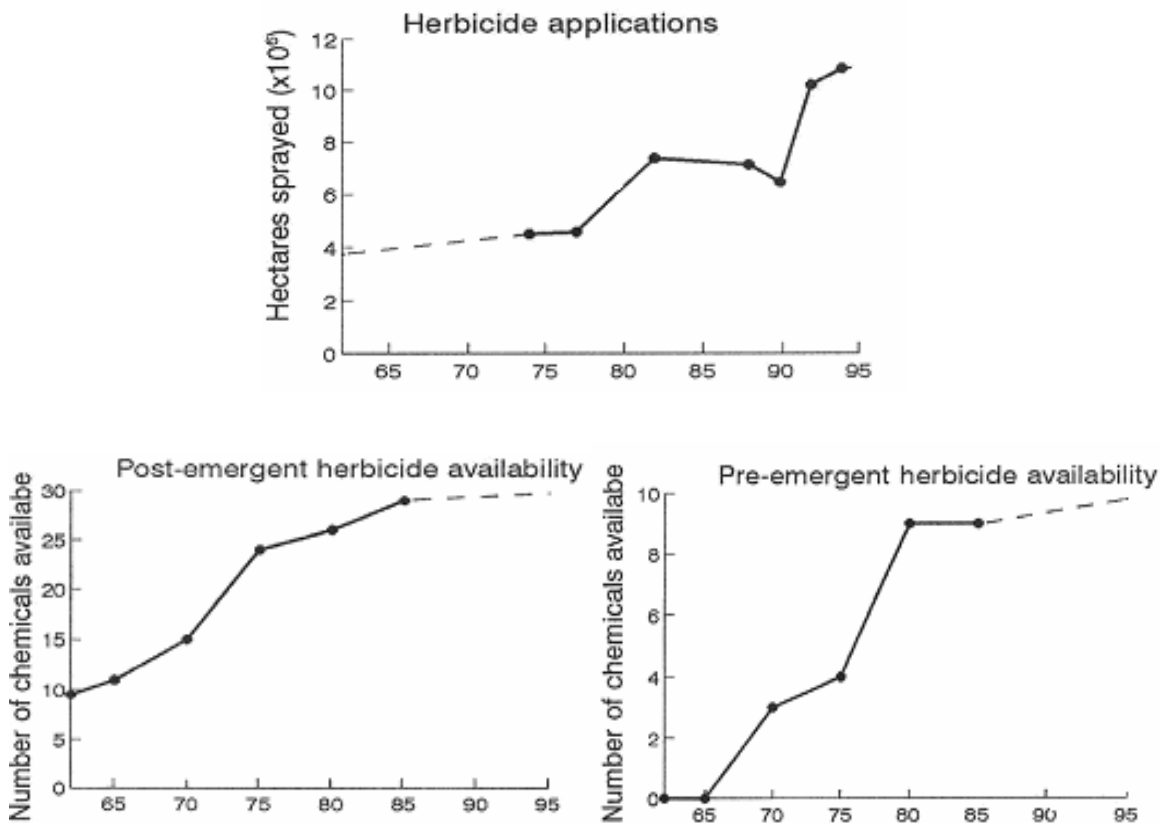 Herbicide applications
Hectares sprayed (x10⁶)
12
10
8
6
4
2
0
65 70 75 80 85 90 95
Post-emergent herbicide availability
Number of chemicals availabe
30
25
20
15
10
5
0
65 70 75 80 85 90 95
Pre-emergent herbicide availability
Number of chemicals availabe
10
8
6
4
2
0
65 70 75 80 85 90 95